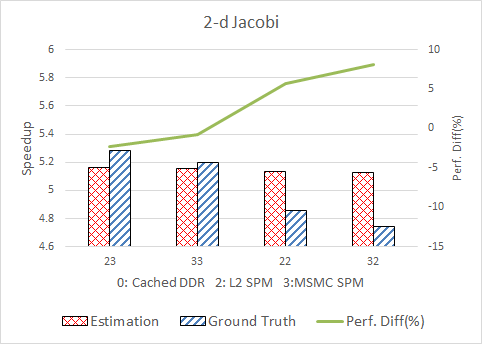 2-d Jacobi
6 10
5.8 5
5.6 0
5.4 -5
5.2 -10
5 -15
4.8
4.6
Speedup
Perf. Diff(%)
23 33 22 32
0: Cached DDR 2: L2 SPM 3:MSMC SPM
Estimation Ground Truth Perf. Diff(%)